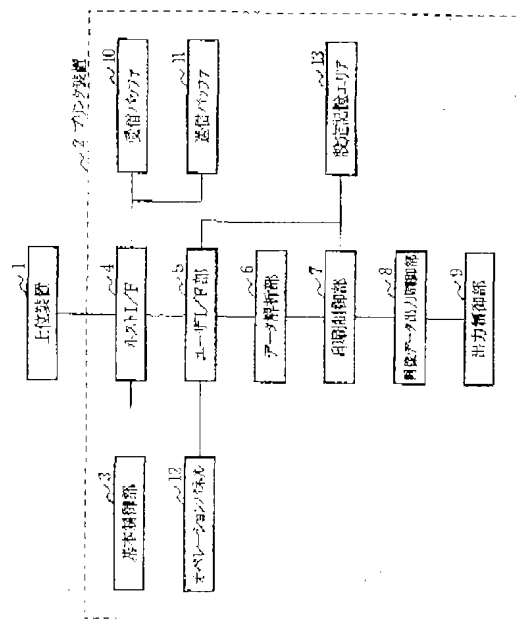 1
上位装置
2 プリンタ装置
3
基本制御部
4
ホストI/F
10
受信バッファ
11
送信バッファ
12
オペレーションパネル
5
ユーザI/F部
6
データ解析部
13
設定記憶エリア
7
印刷制御部
8
画像データ出力制御部
9
出力制御部